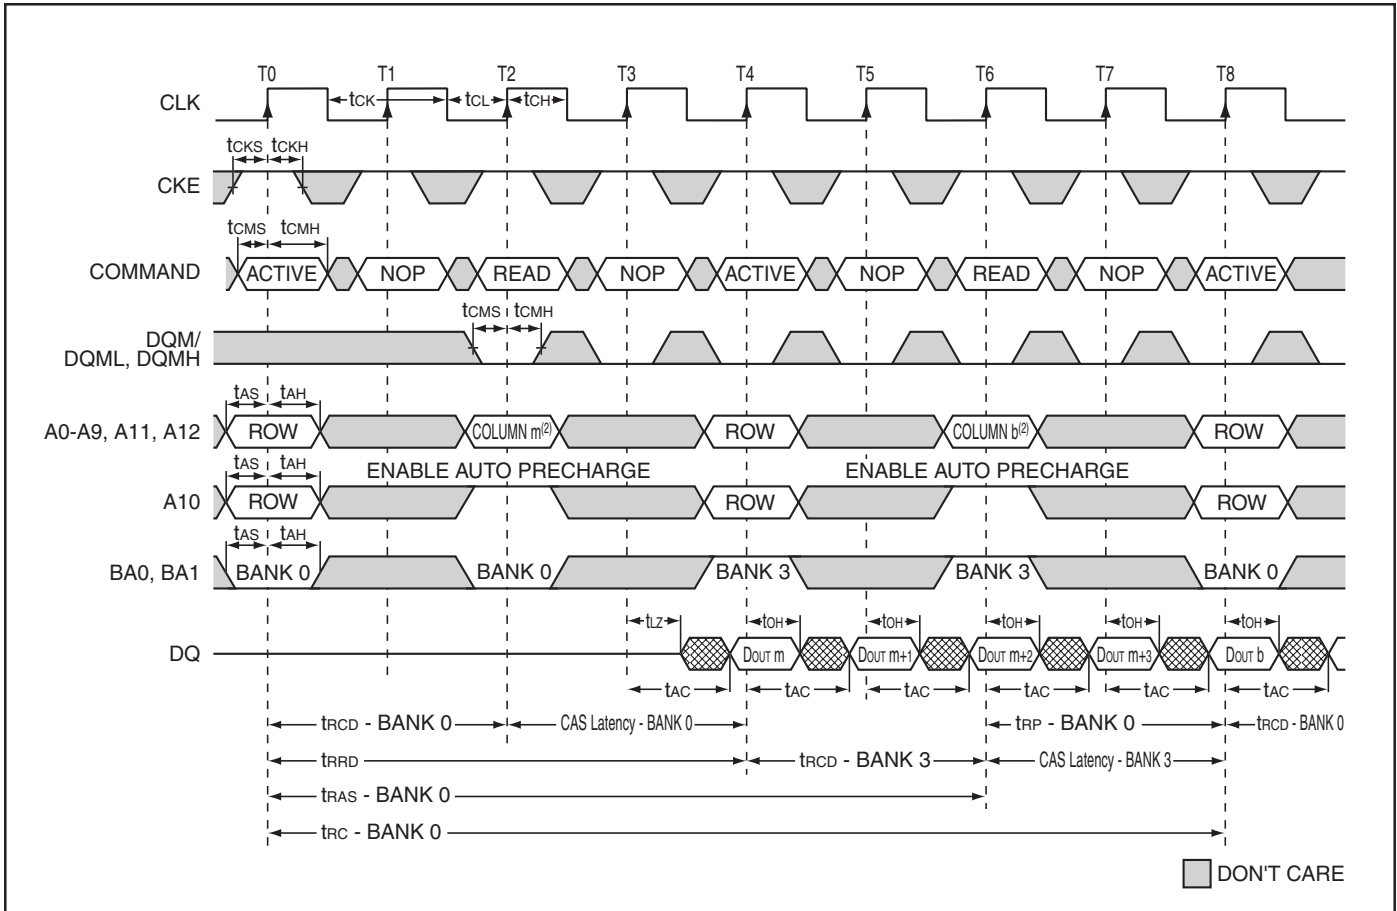 T0 T1 T2 T3 T4 T5 T6 T7 T8
CLK tCK tCL tCH
tCKS tCKH
CKE
tCMS tCMH
COMMAND ACTIVE NOP READ NOP ACTIVE NOP READ NOP ACTIVE
tCMS tCMH
DQM/
DQML, DQMH
tAS tAH
A0-A9, A11, A12 ROW COLUMN m(2) ROW COLUMN b(2) ROW
tAS tAH ENABLE AUTO PRECHARGE ENABLE AUTO PRECHARGE
A10 ROW ROW ROW
tAS tAH
BA0, BA1 BANK 0 BANK 0 BANK 3 BANK 3 BANK 0
tLZ tOH tOH tOH tOH tOH
DQ DOUT m DOUT m+1 DOUT m+2 DOUT m+3 DOUT b
tAC tAC tAC tAC tAC tAC
tRCD - BANK 0 CAS Latency - BANK 0 tRP - BANK 0 tRCD - BANK 0
tRRD tRCD - BANK 3 CAS Latency - BANK 3
tRAS - BANK 0
tRC - BANK 0
DON'T CARE